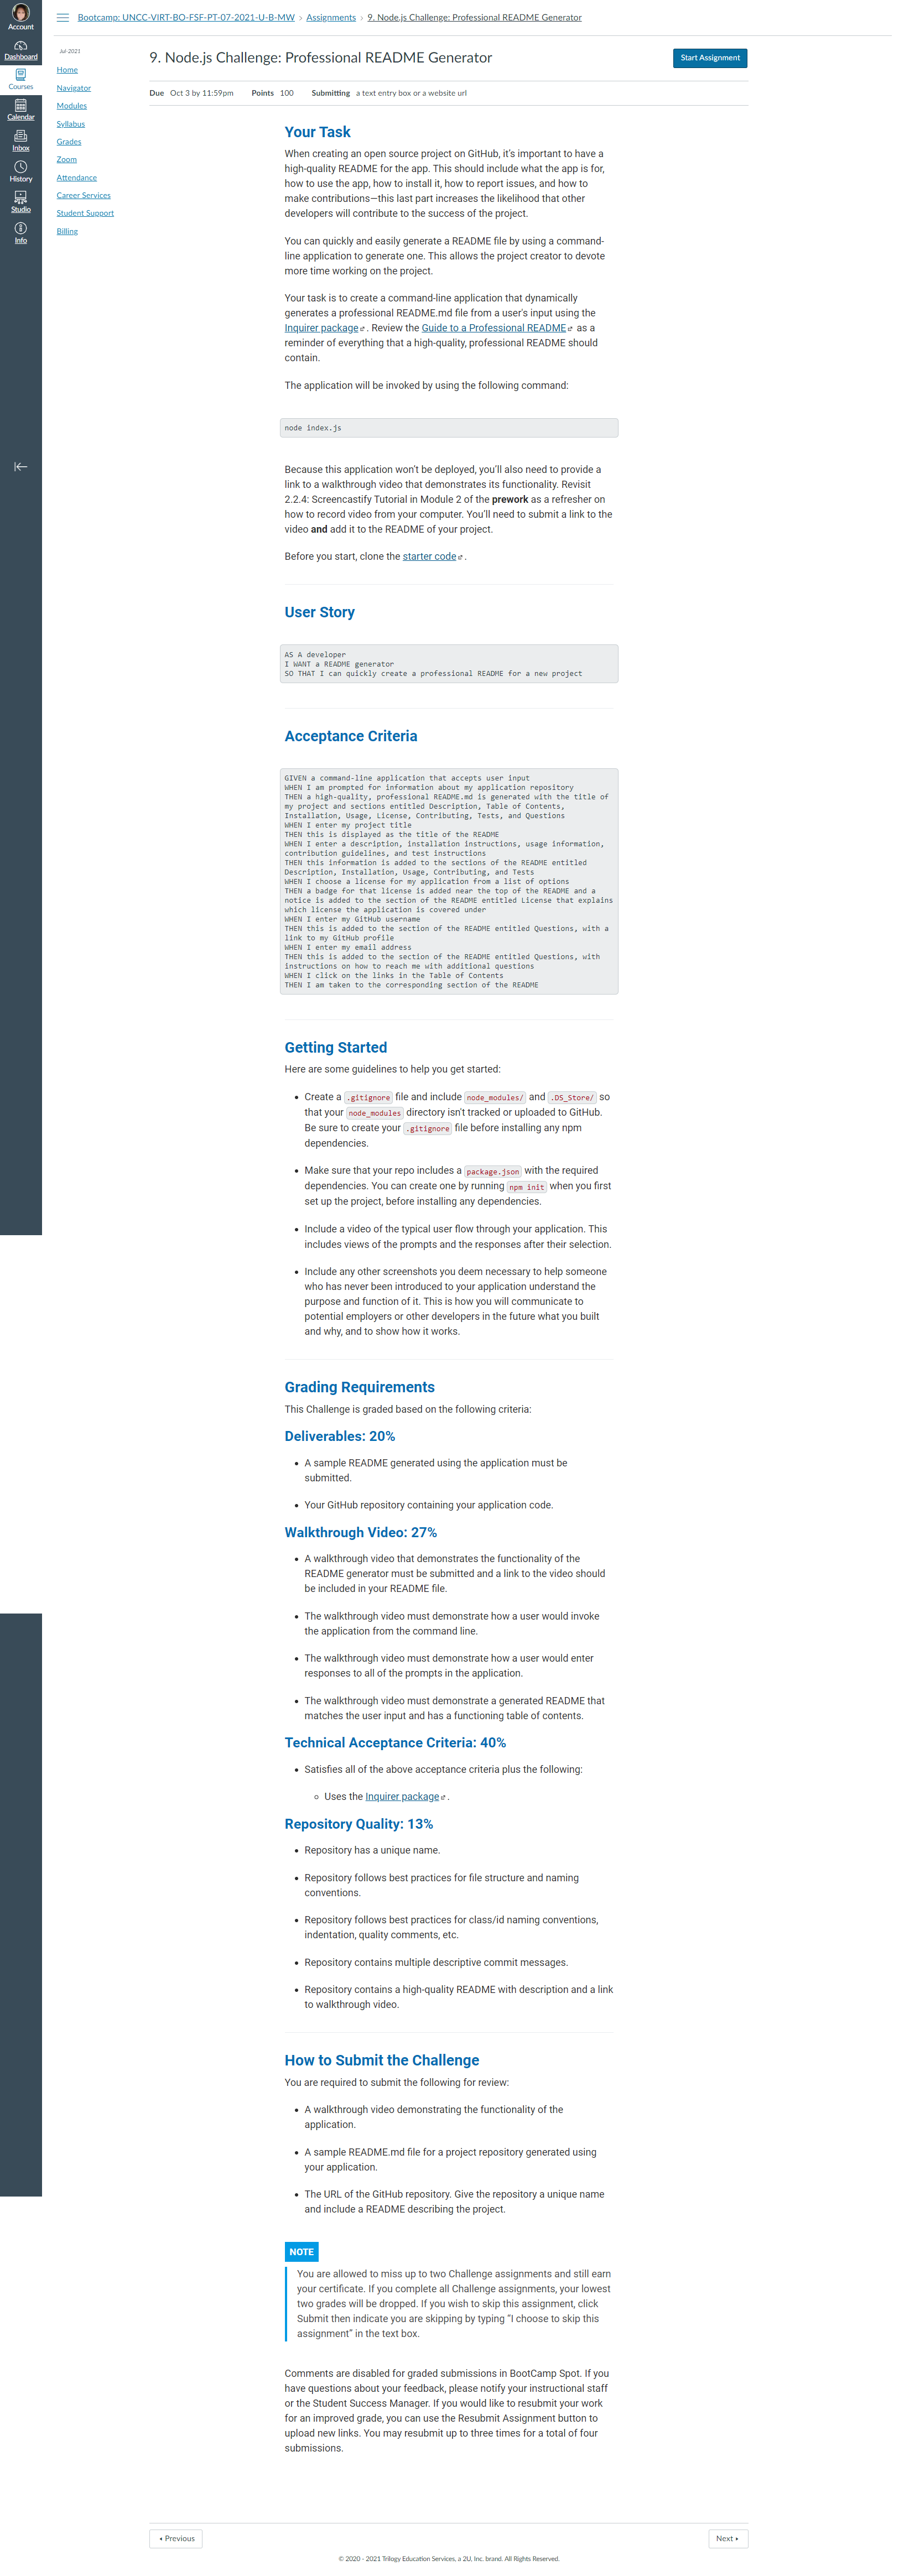 Account
Dashboard
Courses
Calendar
Inbox
History
Studio
Info
Bootcamp: UNCC-VIRT-BO-FSF-PT-07-2021-U-B-MW › Assignments › 9. Node.js Challenge: Professional README Generator
Jul-2021
Home
Navigator
Modules
Syllabus
Grades
Zoom
Attendance
Career Services
Student Support
Billing
9. Node.js Challenge: Professional README Generator
Start Assignment
Due Oct 3 by 11:59pm Points 100 Submitting a text entry box or a website url
Your Task
When creating an open source project on GitHub, it's important to have a
high-quality README for the app. This should include what the app is for,
how to use the app, how to install it, how to report issues, and how to
make contributions—this last part increases the likelihood that other
developers will contribute to the success of the project.
You can quickly and easily generate a README file by using a command-
line application to generate one. This allows the project creator to devote
more time working on the project.
Your task is to create a command-line application that dynamically
generates a professional README.md file from a user's input using the
Inquirer package. Review the Guide to a Professional README as a
reminder of everything that a high-quality, professional README should
contain.
The application will be invoked by using the following command:
node index.js
Because this application won't be deployed, you'll also need to provide a
link to a walkthrough video that demonstrates its functionality. Revisit
2.2.4: Screencastify Tutorial in Module 2 of the prework as a refresher on
how to record video from your computer. You'll need to submit a link to the
video and add it to the README of your project.
Before you start, clone the starter code.
User Story
AS A developer
I WANT a README generator
SO THAT I can quickly create a professional README for a new project
Acceptance Criteria
GIVEN a command-line application that accepts user input
WHEN I am prompted for information about my application repository
THEN a high-quality, professional README.md is generated with the title of
my project and sections entitled Description, Table of Contents,
Installation, Usage, License, Contributing, Tests, and Questions
WHEN I enter my project title
THEN this is displayed as the title of the README
WHEN I enter a description, installation instructions, usage information,
contribution guidelines, and test instructions
THEN this information is added to the sections of the README entitled
Description, Installation, Usage, Contributing, and Tests
WHEN I choose a license for my application from a list of options
THEN a badge for that license is added near the top of the README and a
notice is added to the section of the README entitled License that explains
which license the application is covered under
WHEN I enter my GitHub username
THEN this is added to the section of the README entitled Questions, with a
link to my GitHub profile
WHEN I enter my email address
THEN this is added to the section of the README entitled Questions, with
instructions on how to reach me with additional questions
WHEN I click on the links in the Table of Contents
THEN I am taken to the corresponding section of the README
Getting Started
Here are some guidelines to help you get started:
• Create a .gitignore file and include node_modules/ and .DS_Store/ so
that your node_modules directory isn't tracked or uploaded to GitHub.
Be sure to create your .gitignore file before installing any npm
dependencies.
• Make sure that your repo includes a package.json with the required
dependencies. You can create one by running npm init when you first
set up the project, before installing any dependencies.
• Include a video of the typical user flow through your application. This
includes views of the prompts and the responses after their selection.
• Include any other screenshots you deem necessary to help someone
who has never been introduced to your application understand the
purpose and function of it. This is how you will communicate to
potential employers or other developers in the future what you built
and why, and to show how it works.
Grading Requirements
This Challenge is graded based on the following criteria:
Deliverables: 20%
• A sample README generated using the application must be
submitted.
• Your GitHub repository containing your application code.
Walkthrough Video: 27%
• A walkthrough video that demonstrates the functionality of the
README generator must be submitted and a link to the video should
be included in your README file.
• The walkthrough video must demonstrate how a user would invoke
the application from the command line.
• The walkthrough video must demonstrate how a user would enter
responses to all of the prompts in the application.
• The walkthrough video must demonstrate a generated README that
matches the user input and has a functioning table of contents.
Technical Acceptance Criteria: 40%
• Satisfies all of the above acceptance criteria plus the following:
◦ Uses the Inquirer package.
Repository Quality: 13%
• Repository has a unique name.
• Repository follows best practices for file structure and naming
conventions.
• Repository follows best practices for class/id naming conventions,
indentation, quality comments, etc.
• Repository contains multiple descriptive commit messages.
• Repository contains a high-quality README with description and a link
to walkthrough video.
How to Submit the Challenge
You are required to submit the following for review:
• A walkthrough video demonstrating the functionality of the
application.
• A sample README.md file for a project repository generated using
your application.
• The URL of the GitHub repository. Give the repository a unique name
and include a README describing the project.
NOTE
You are allowed to miss up to two Challenge assignments and still earn
your certificate. If you complete all Challenge assignments, your lowest
two grades will be dropped. If you wish to skip this assignment, click
Submit then indicate you are skipping by typing "I choose to skip this
assignment" in the text box.
Comments are disabled for graded submissions in BootCamp Spot. If you
have questions about your feedback, please notify your instructional staff
or the Student Success Manager. If you would like to resubmit your work
for an improved grade, you can use the Resubmit Assignment button to
upload new links. You may resubmit up to three times for a total of four
submissions.
◂ Previous
Next ▸
© 2020 - 2021 Trilogy Education Services, a 2U, Inc. brand. All Rights Reserved.